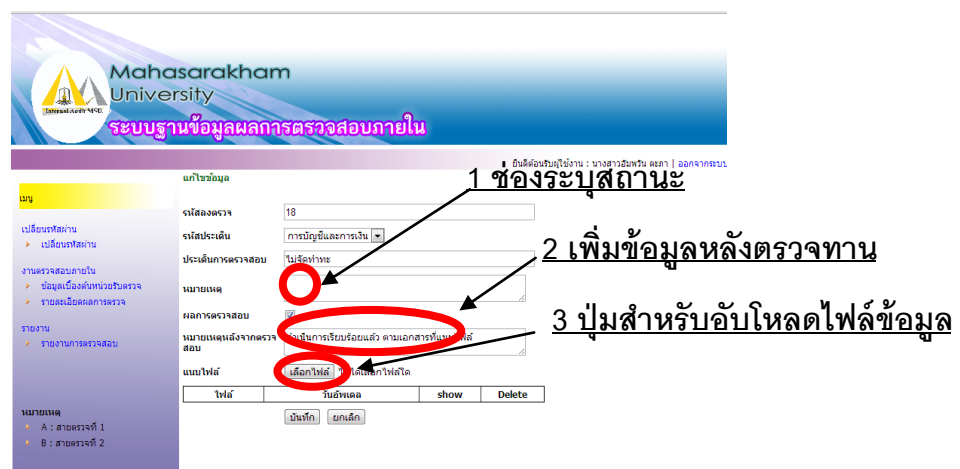 Mahasarakham
University
Internal Audit MSU.
ระบบฐานข้อมูลผลการตรวจสอบภายใน
ยินดีต้อนรับผู้ใช้งาน : นางสาวอัมพวัน | ออกจากระบบ
แก้ไขข้อมูล
1 ช่องระบุสถานะ
เมนู
รหัสลงตรวจ 18
เปลี่ยนรหัสผ่าน
เปลี่ยนรหัสผ่าน
รหัสประเด็น การบัญชีและการเงิน
2 เพิ่มข้อมูลหลังตรวจทาน
ประเด็นการตรวจสอบ ไม่จัดทำทะ
งานตรวจสอบภายใน
ข้อมูลเบื้องต้นหน่วยรับตรวจ
รายละเอียดผลการตรวจ
หมายเหตุ
ผลการตรวจสอบ
3 ปุ่มสำหรับอับโหลดไฟล์ข้อมูล
รายงาน
รายงานการตรวจสอบ
หมายเหตุหลังจากตรวจสอบ
ดำเนินการเรียบร้อยแล้ว ตามเอกสารที่แนบไฟล์
แนบไฟล์ เลือกไฟล์ ไม่ได้เลือกไฟล์ใด
ไฟล์ วันอัพเดล show Delete
บันทึก ยกเลิก
หมายเหตุ
A : สายตรวจที่ 1
B : สายตรวจที่ 2